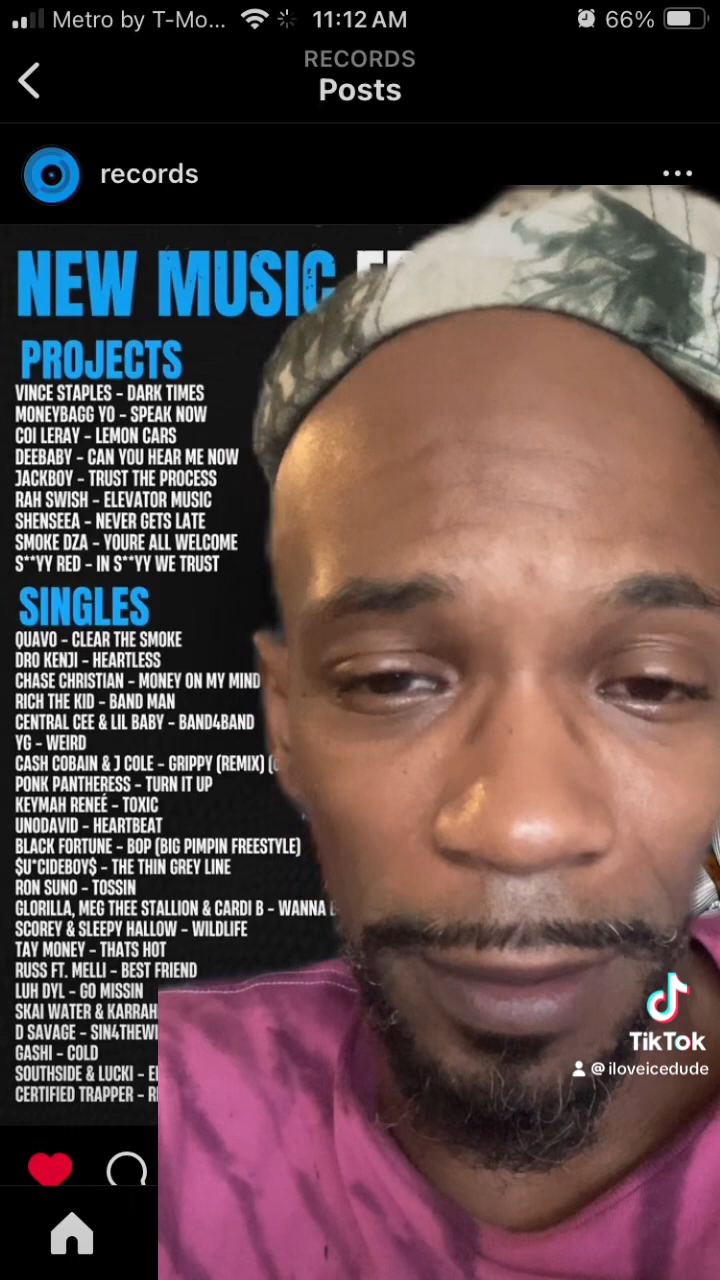 Metro by T-Mo... 11:12 AM 66%
RECORDS
Posts
records
NEW MUSIC
PROJECTS
VINCE STAPLES - DARK TIMES
MONEYBAGG YO - SPEAK NOW
COI LERAY - LEMON CARS
DEEBABY - CAN YOU HEAR ME NOW
JACKBOY - TRUST THE PROCESS
RAH SWISH - ELEVATOR MUSIC
SHENSEEA - NEVER GETS LATE
SMOKE DZA - YOURE ALL WELCOME
S**YY RED - IN S**YY WE TRUST
SINGLES
QUAVO - CLEAR THE SMOKE
DRO KENJI - HEARTLESS
CHASE CHRISTIAN - MONEY ON MY MIND
RICH THE KID - BAND MAN
CENTRAL CEE & LIL BABY - BAND4BAND
YG - WEIRD
CASH COBAIN & J COLE - GRIPPY (REMIX)
PONK PANTHERESS - TURN IT UP
KEYMAH RENEÉ - TOXIC
UNODAVID - HEARTBEAT
BLACK FORTUNE - BOP (BIG PIMPIN FREESTYLE)
$U*CIDEBOY$ - THE THIN GREY LINE
RON SUNO - TOSSIN
GLORILLA, MEG THEE STALLION & CARDI B - WANNA
SCOREY & SLEEPY HALLOW - WILDLIFE
TAY MONEY - THATS HOT
RUSS FT. MELLI - BEST FRIEND
LUH DYL - GO MISSIN
SKAI WATER & KARRAH
D SAVAGE - SIN4THEWE
GASHI - COLD
SOUTHSIDE & LUCKI -
CERTIFIED TRAPPER -
TikTok
@iloveicedude